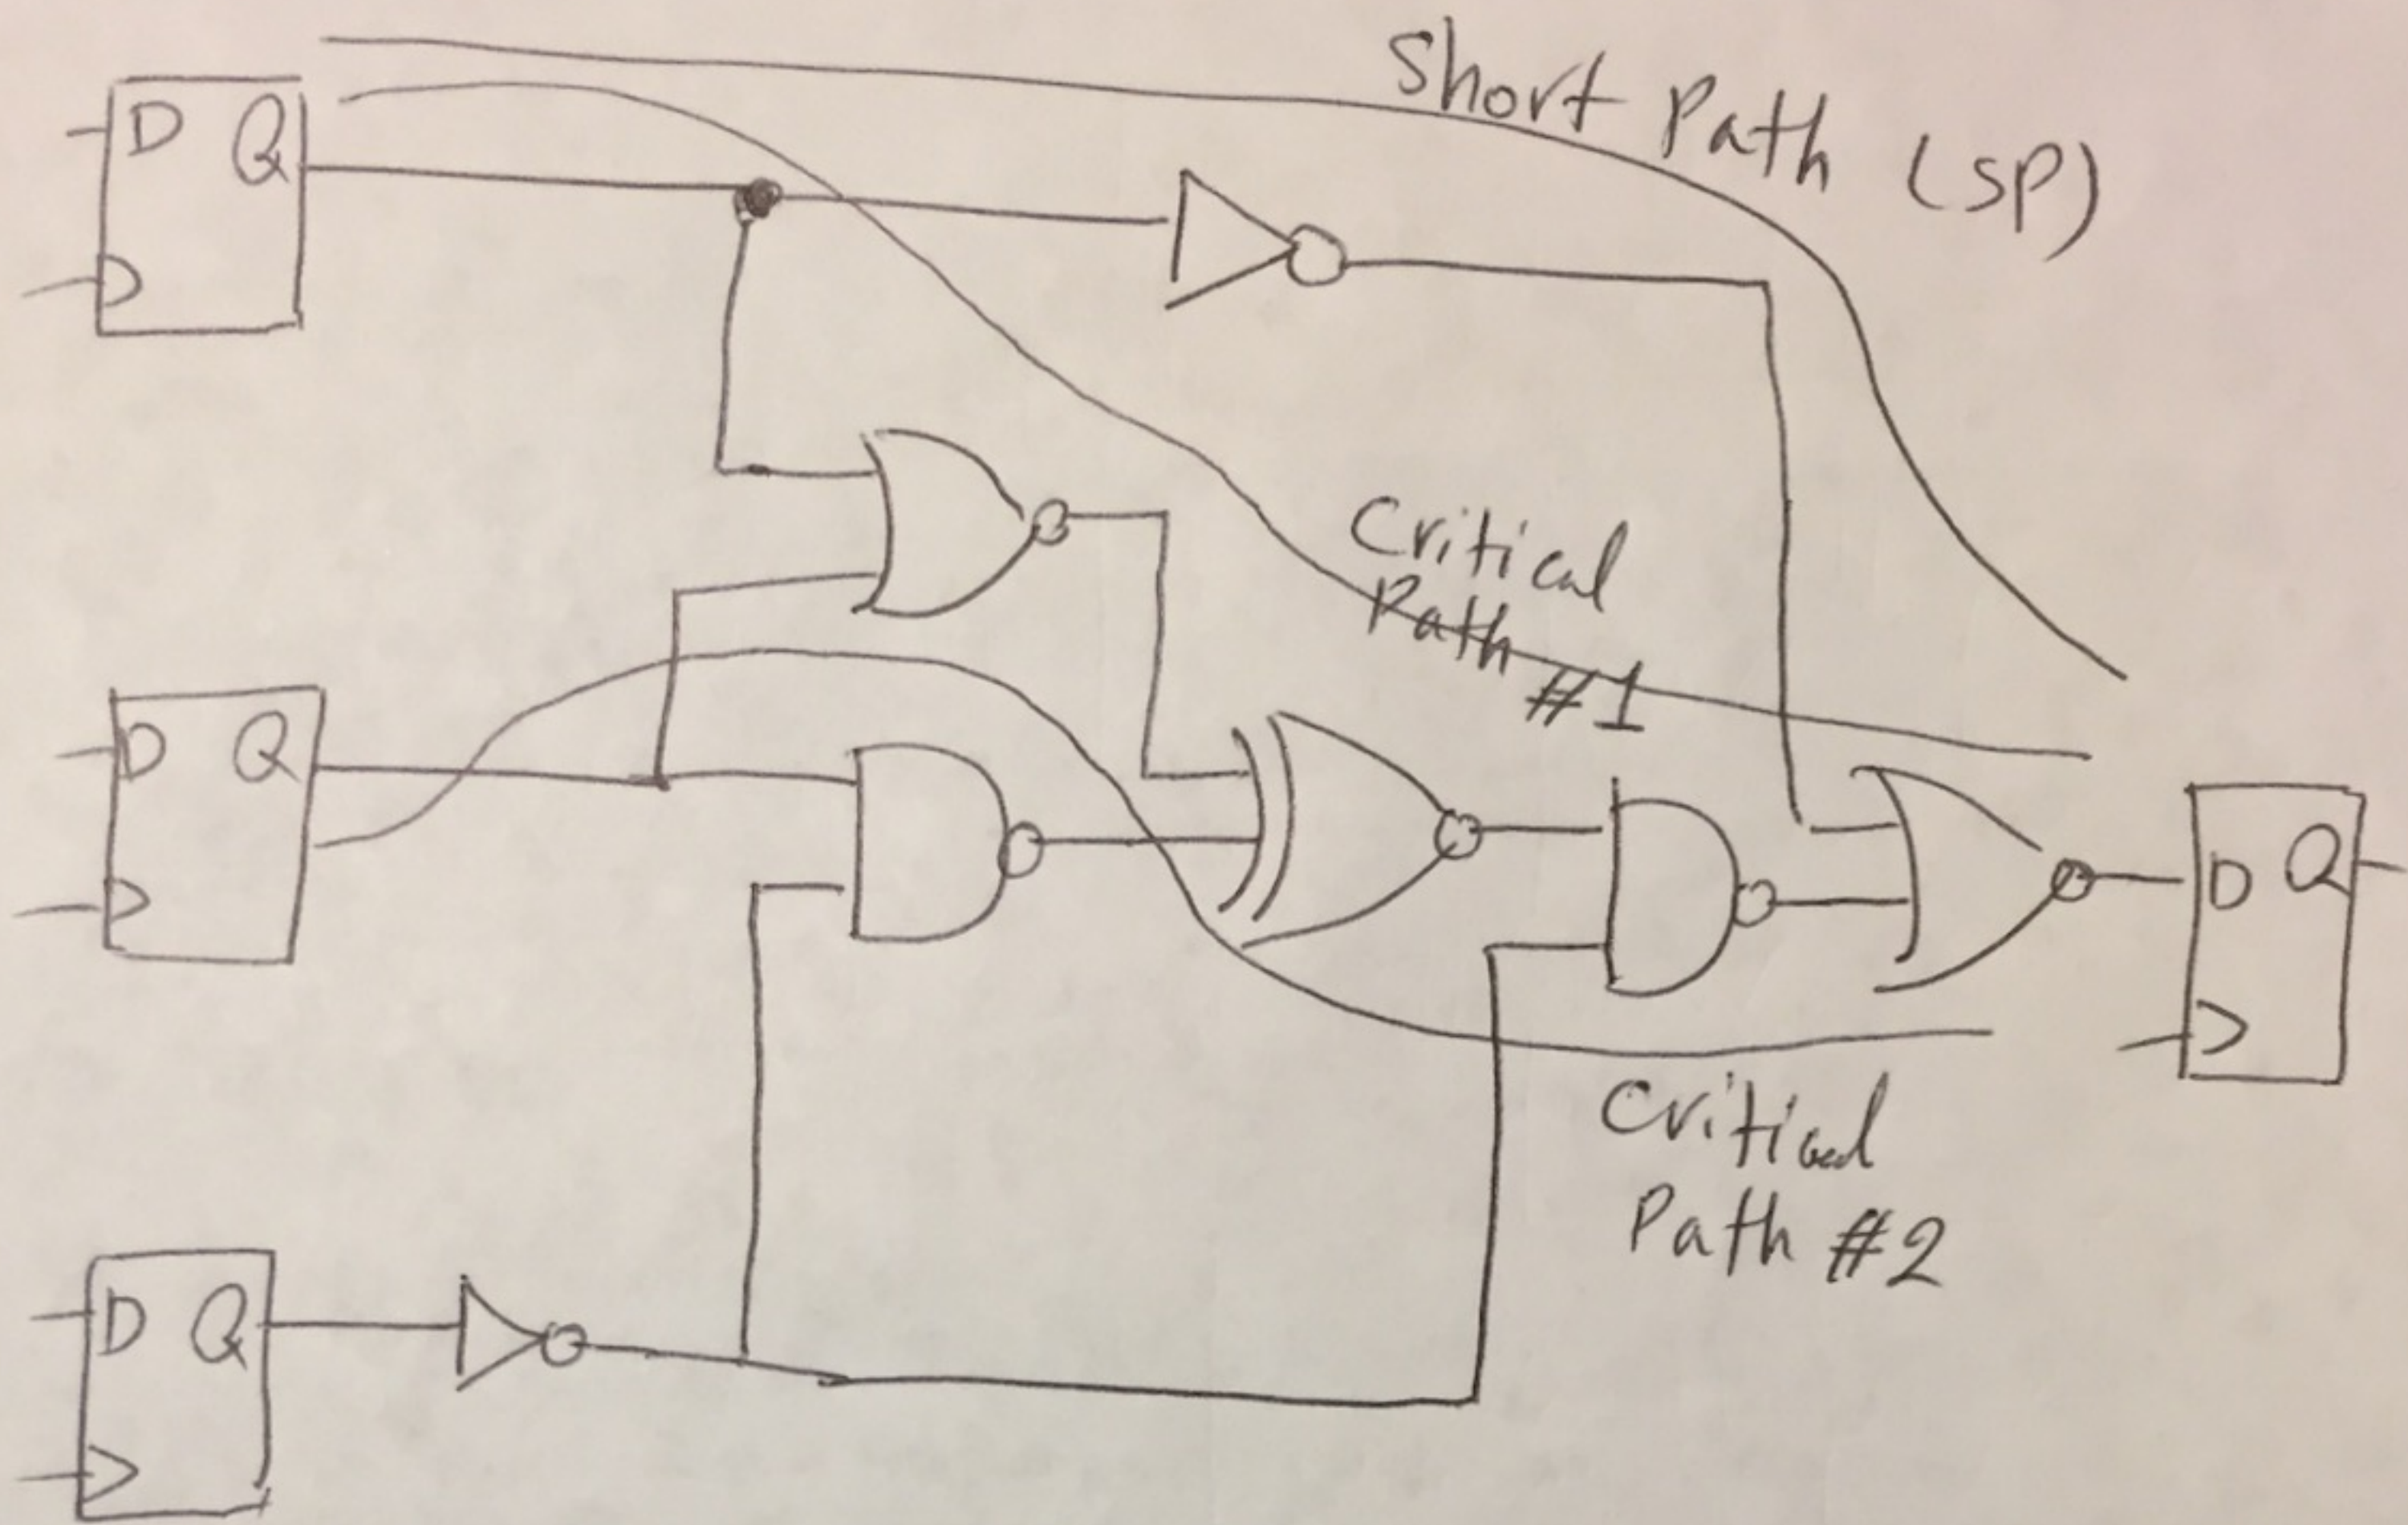 Short Path (SP)
D Q
Critical
Path
#1
D Q
D Q
Critical
Path #2
D Q